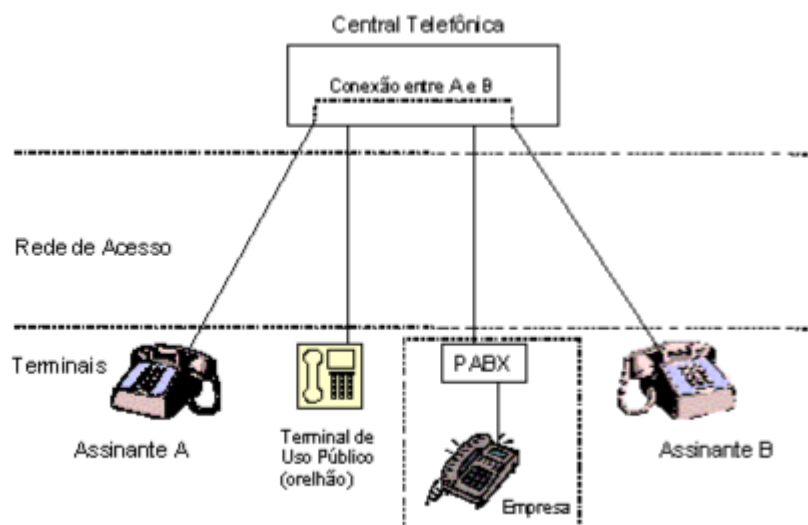 Central Telefônica
Conexão entre A e B
Rede de Acesso
Terminais
PABX
Assinante A
Terminal de
Uso Público
(orelhão)
Empresa
Assinante B